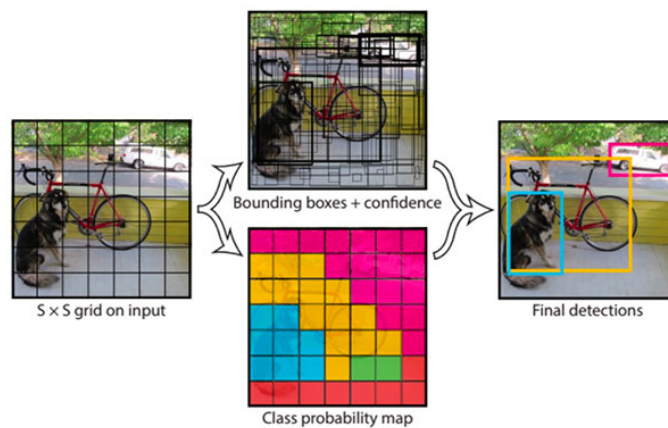 Bounding boxes + confidence
S × S grid on input
Final detections
Class probability map